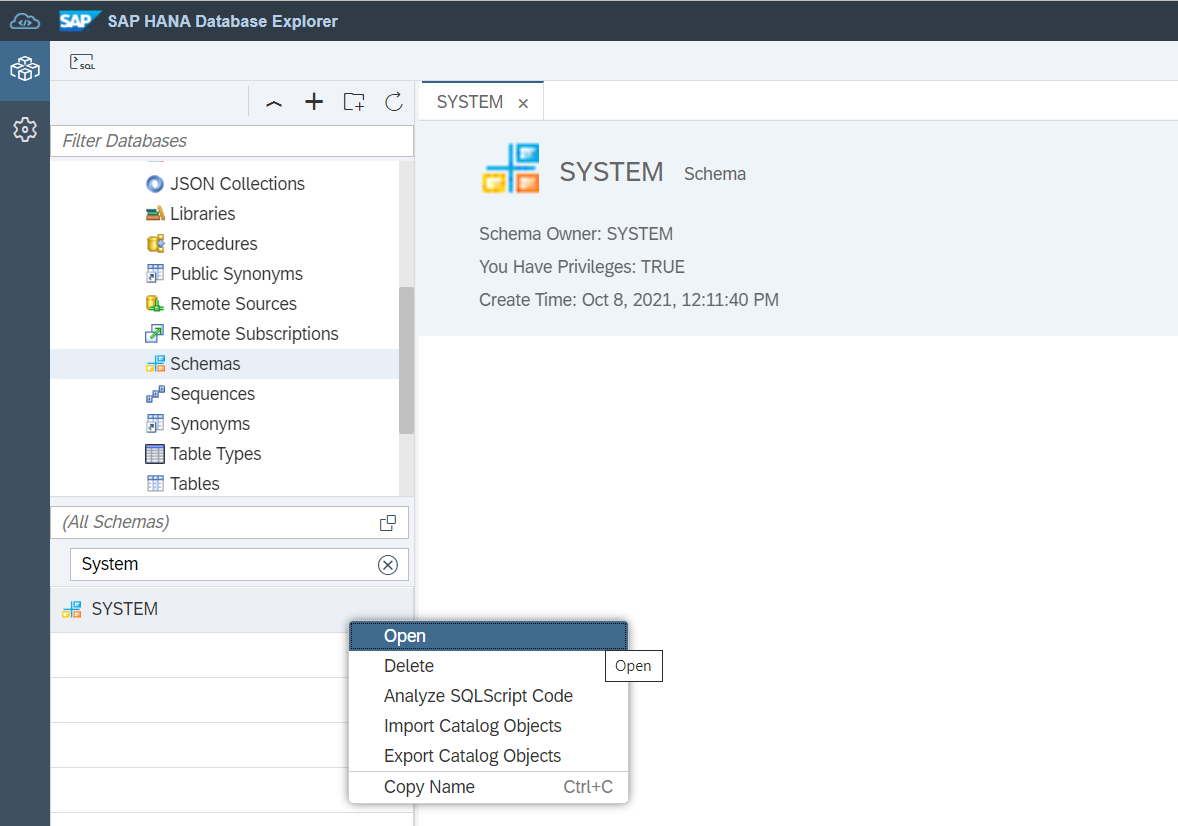 SAP SAP HANA Database Explorer
SQL
Filter Databases
JSON Collections
Libraries
Procedures
Public Synonyms
Remote Sources
Remote Subscriptions
Schemas
Sequences
Synonyms
Table Types
Tables
(All Schemas)
System
SYSTEM
SYSTEM
SYSTEM Schema
Schema Owner: SYSTEM
You Have Privileges: TRUE
Create Time: Oct 8, 2021, 12:11:40 PM
Open
Open
Delete
Analyze SQLScript Code
Import Catalog Objects
Export Catalog Objects
Copy Name Ctrl+C